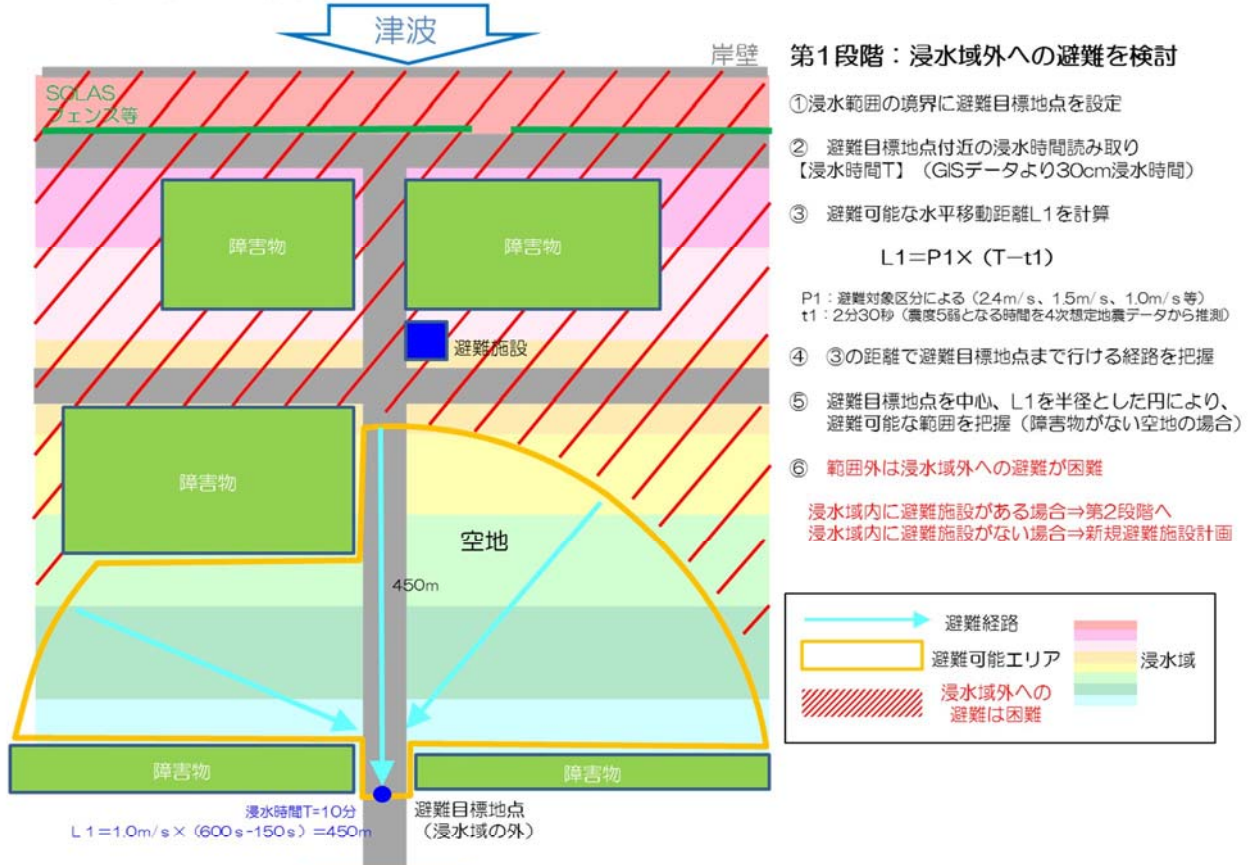 津波
岸壁
SOLAS
フェンス等
障害物
障害物
避難施設
障害物
空地
450m
障害物
障害物
浸水時間T=10分
L1=1.0m/s×(600s-150s)=450m
避難目標地点
(浸水域の外)
第1段階:浸水域外への避難を検討
①浸水範囲の境界に避難目標地点を設定
② 避難目標地点付近の浸水時間読み取り
【浸水時間T】(GISデータより30cm浸水時間)
③ 避難可能な水平移動距離L1を計算
L1=P1×(T-t1)
P1:避難対象区分による(2.4m/s、1.5m/s、1.0m/s等)
t1:2分30秒(震度5弱となる時間を4次想定地震データから推測)
④ ③の距離で避難目標地点まで行ける経路を把握
⑤ 避難目標地点を中心、L1を半径とした円により、
避難可能な範囲を把握(障害物がない空地の場合)
⑥ 範囲外は浸水域外への避難が困難
浸水域内に避難施設がある場合⇒第2段階へ
浸水域内に避難施設がない場合⇒新規避難施設計画
避難経路
避難可能エリア
浸水域外への
避難は困難
浸水域